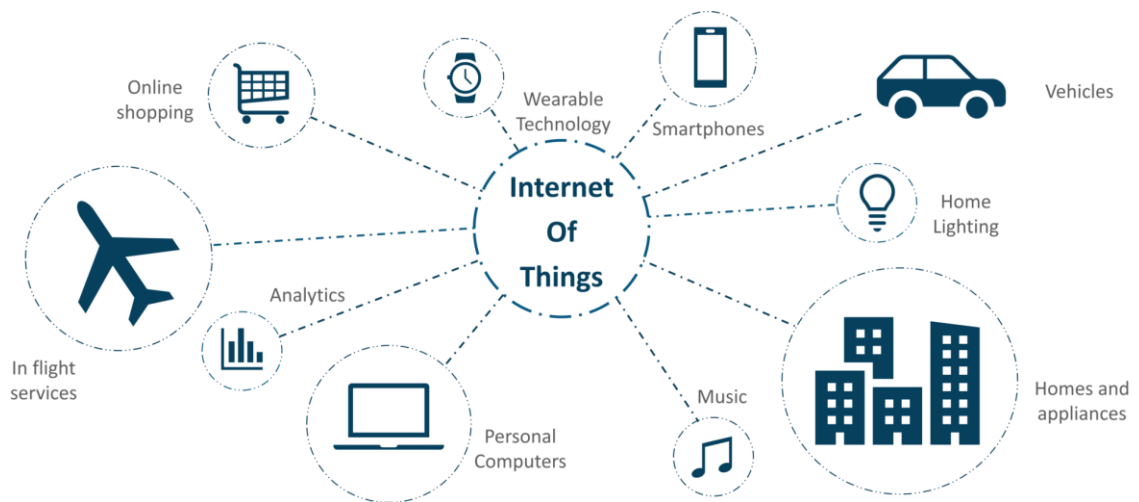 Online
shopping
Wearable
Technology
Smartphones
Vehicles
Internet
Of
Things
Home
Lighting
Analytics
In flight
services
Personal
Computers
Music
Homes and
appliances